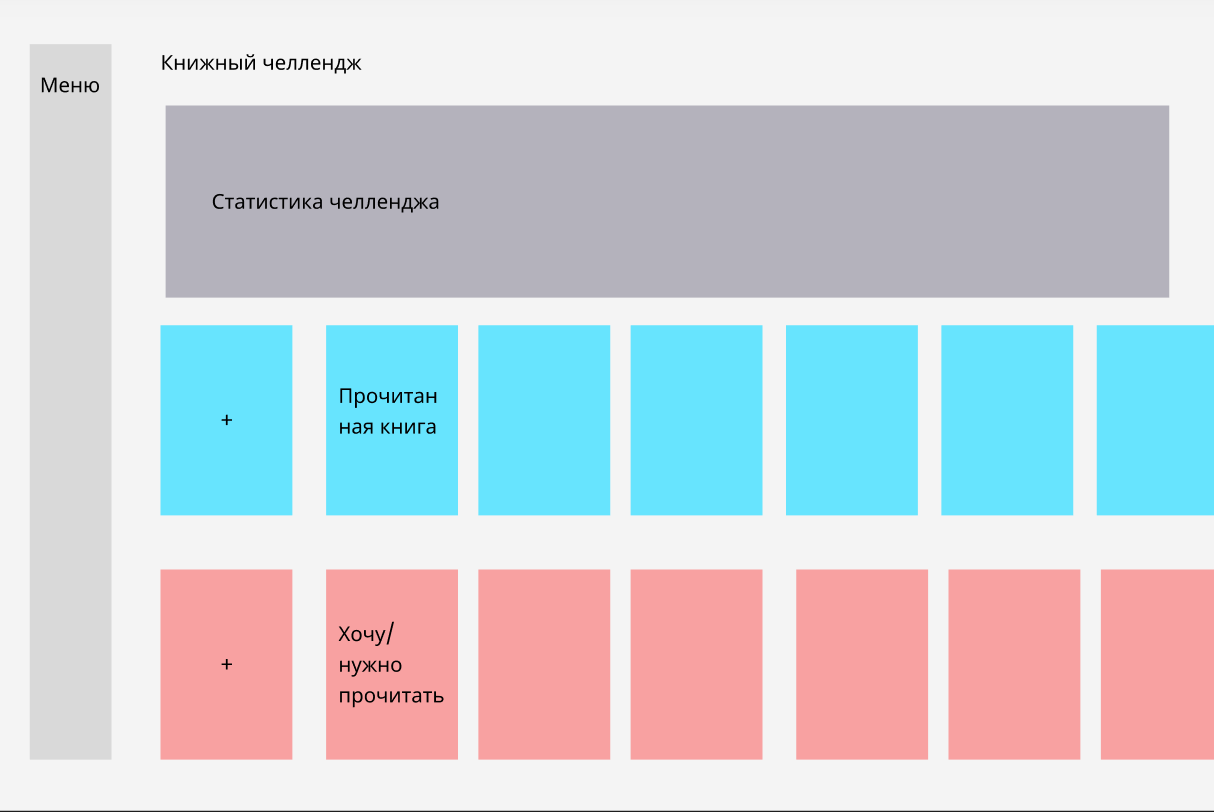 Меню
Книжный челлендж
Статистика челленджа
+
Прочитан
ная книга
+
Хочу/
нужно
прочитать